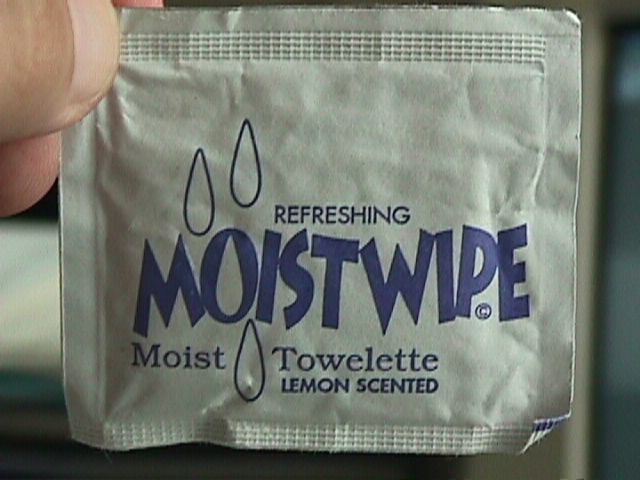 REFRESHING
MOISTWIPE©
Moist Towelette
LEMON SCENTED